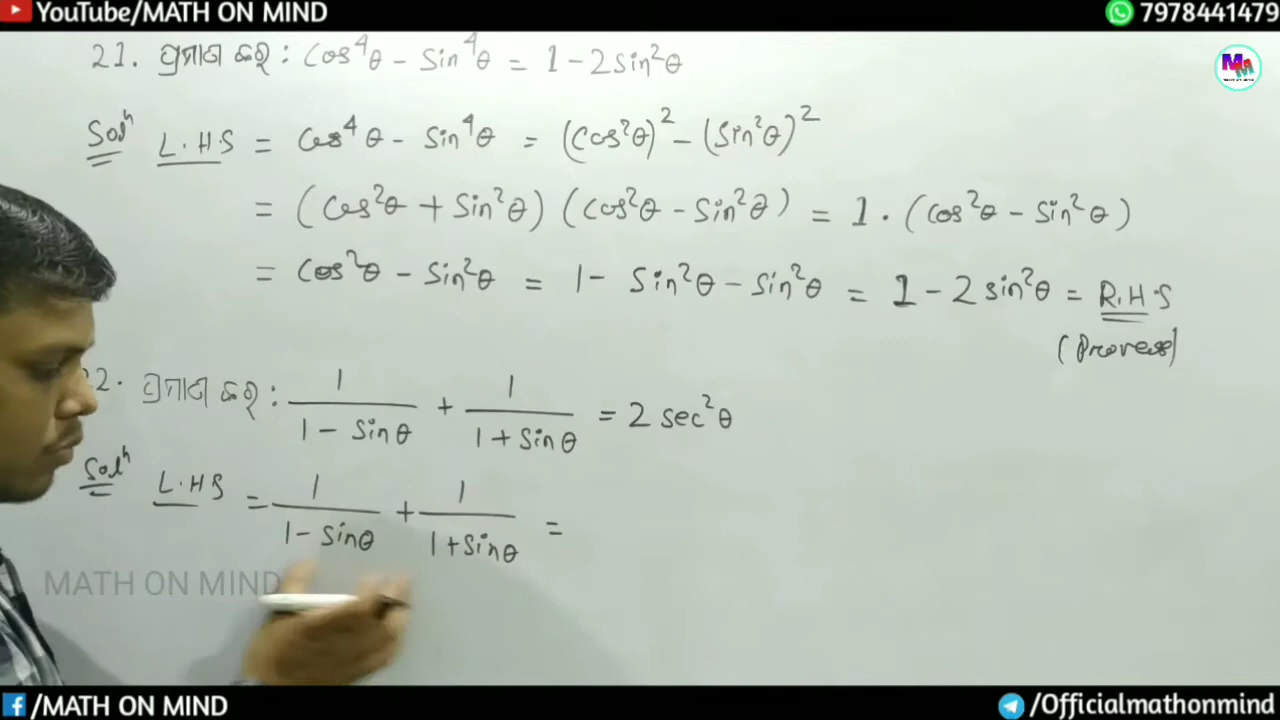 YouTube/MATH ON MIND
7978441479
21. ପ୍ରମାଣ କର : Cos⁴θ - Sin⁴θ = 1 - 2sin²θ
Solⁿ L.H.S = Cos⁴θ - Sin⁴θ = (Cos²θ)² - (Sin²θ)²
= (Cos²θ + Sin²θ) (Cos²θ - Sin²θ) = 1 · (Cos²θ - Sin²θ)
= Cos²θ - Sin²θ = 1 - Sin²θ - Sin²θ = 1 - 2 sin²θ = R.H.S
2. ପ୍ରମାଣ କର : 1/(1 - Sinθ) + 1/(1 + Sinθ) = 2 sec²θ
Solⁿ L.H.S = 1/(1 - Sinθ) + 1/(1 + Sinθ) =
MATH ON MIND
/MATH ON MIND
/Officialmathonmind